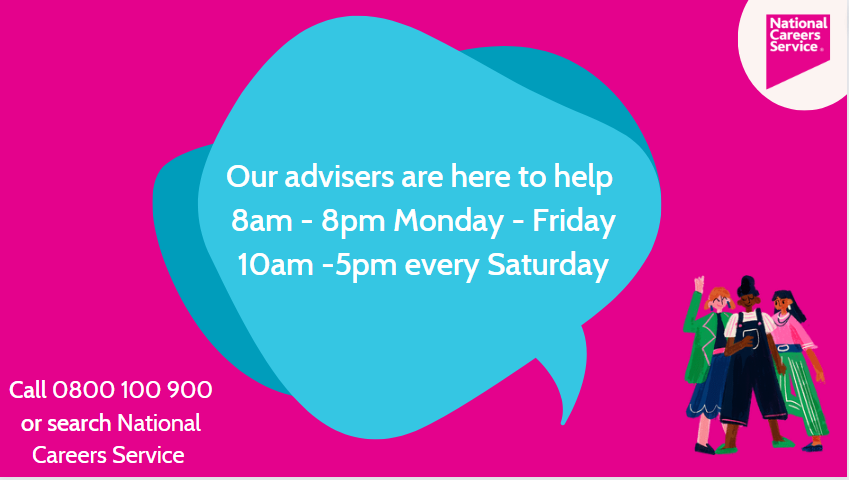 National
Careers
Service
Our advisers are here to help
8am - 8pm Monday - Friday
10am -5pm every Saturday
Call 0800 100 900
or search National
Careers Service